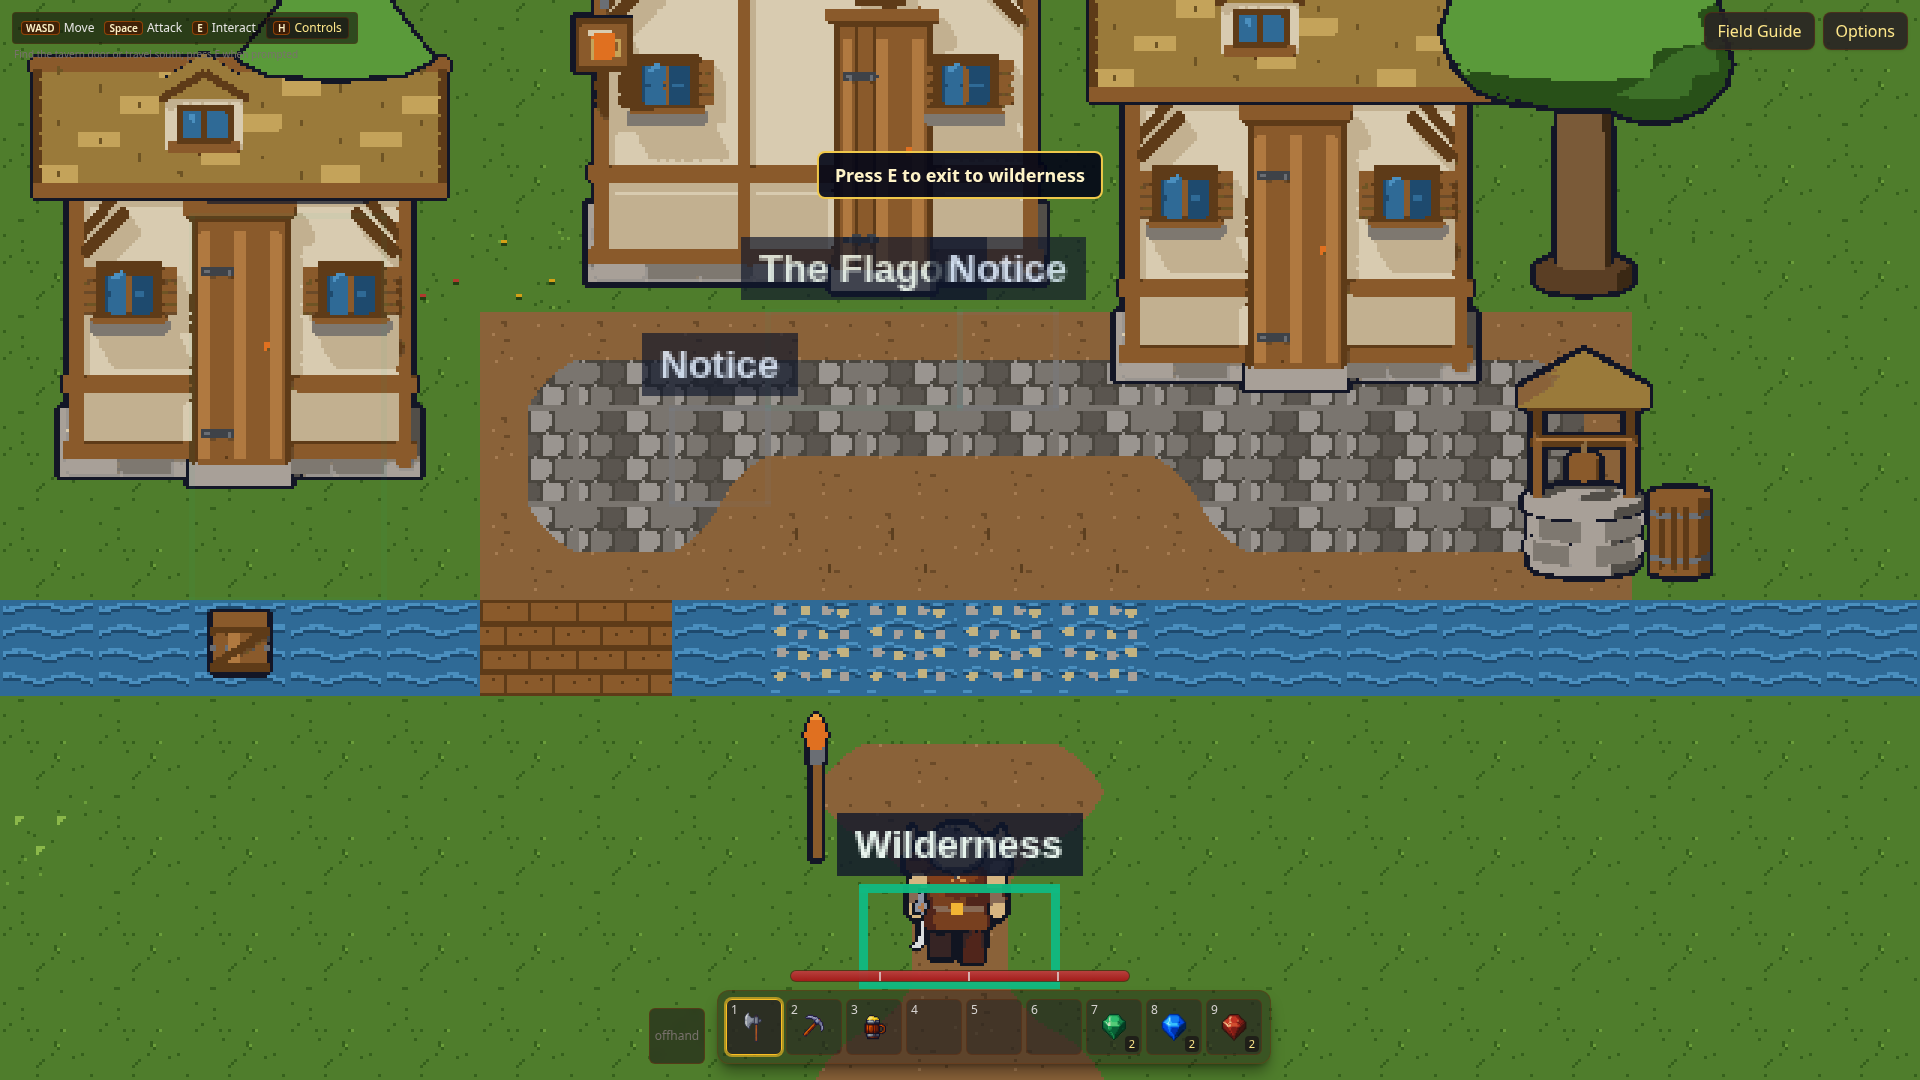 WASD Move Space Attack E Interact H Controls
Field Guide
Options
Press E to exit to wilderness
The Flago
Notice
Notice
Wilderness
offhand
1
2
3
4
5
6
7
8
9
2
2
2